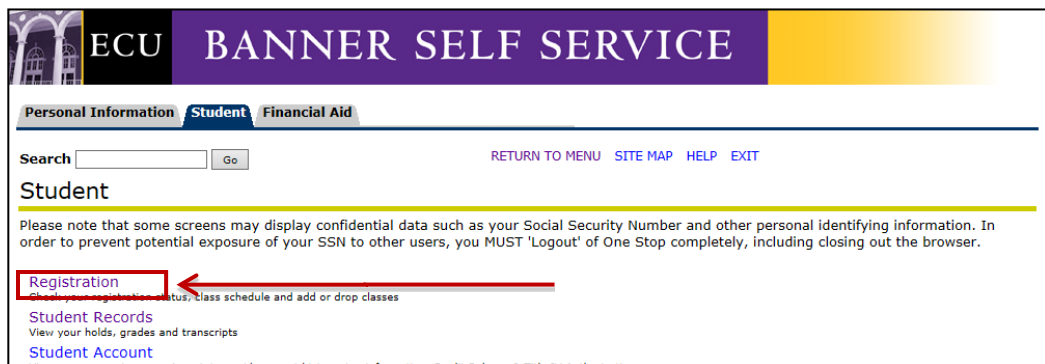 ECU BANNER SELF SERVICE
Personal Information Student Financial Aid
Search Go RETURN TO MENU SITE MAP HELP EXIT
Student
Please note that some screens may display confidential data such as your Social Security Number and other personal identifying information. In
order to prevent potential exposure of your SSN to other users, you MUST 'Logout' of One Stop completely, including closing out the browser.
Registration
Check your registration status, class schedule and add or drop classes
Student Records
View your holds, grades and transcripts
Student Account